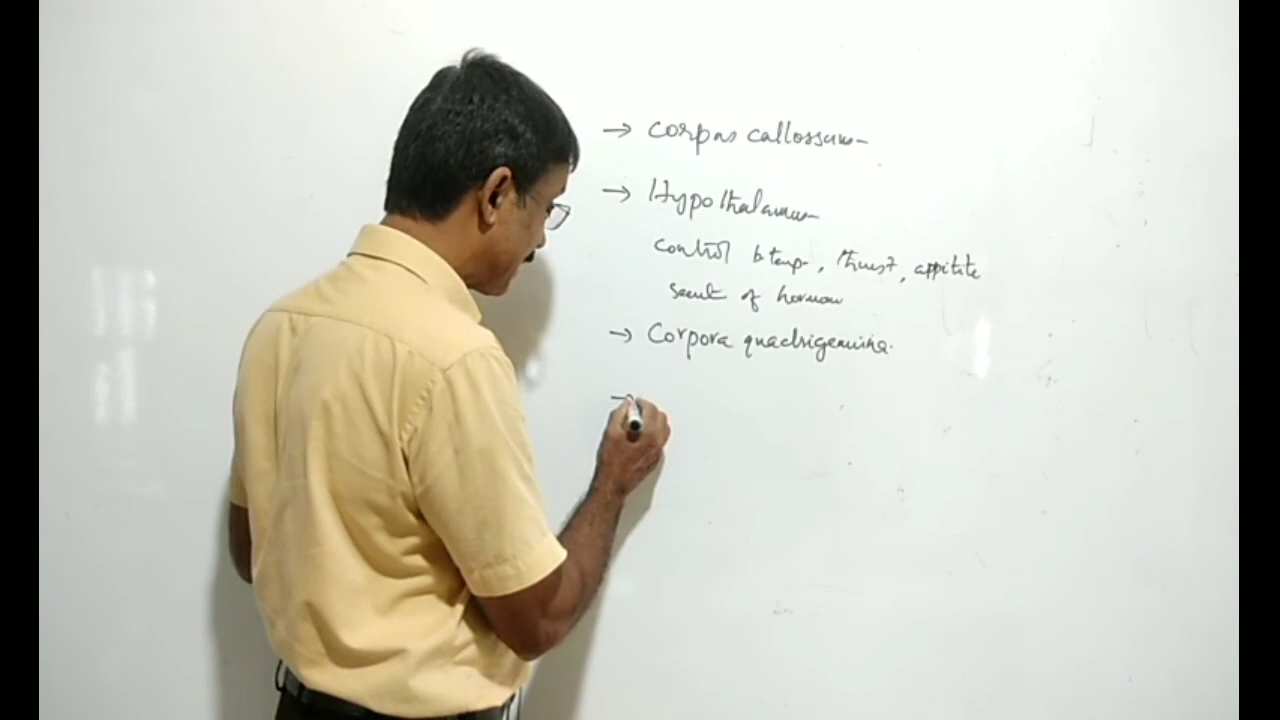 → Corpus callossum
→ Hypothalamus
control b temp, thirst, appitite
secret of hormon
→ Corpora quadrigemina.